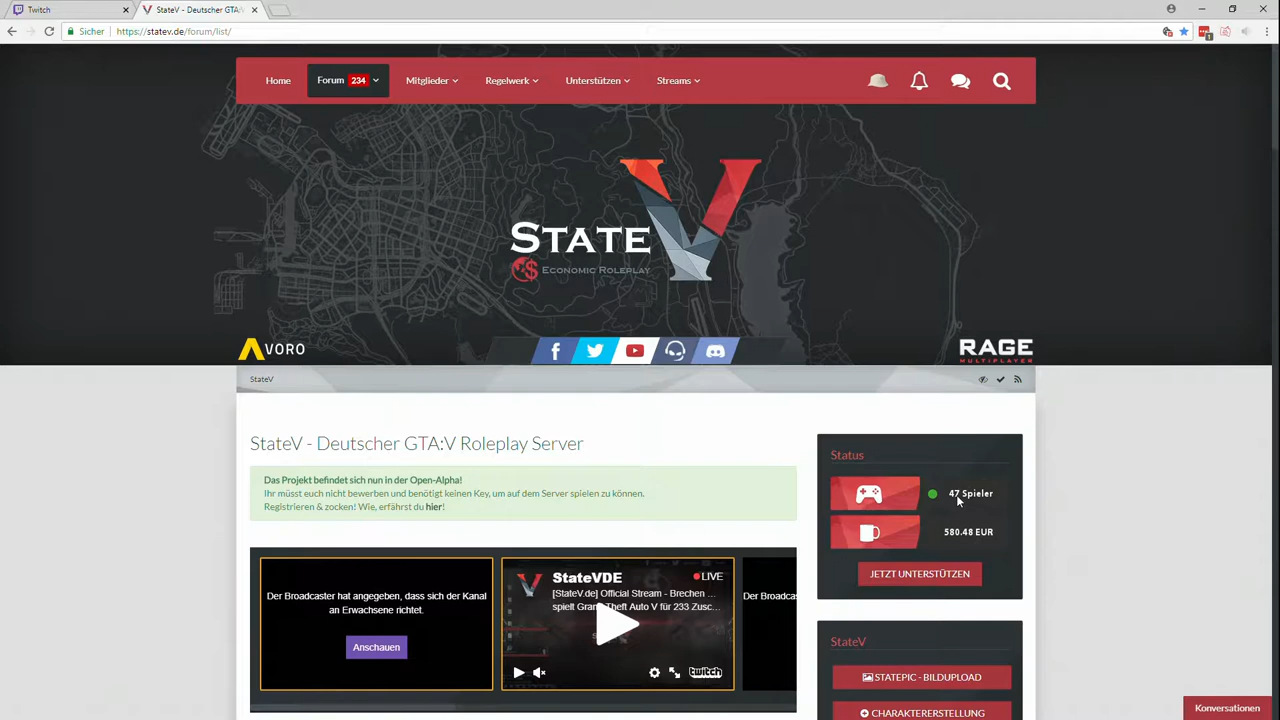 Twitch
StateV - Deutscher GTA:V
Sicher
https://statev.de/forum/list/
1
Home
Forum 234
Mitglieder
Regelwerk
Unterstützen
Streams
STATE
ECONOMIC ROLEPLAY
VORO
RAGE
MULTIPLAYER
StateV
StateV - Deutscher GTA:V Roleplay Server
Das Projekt befindet sich nun in der Open-Alpha!
Ihr müsst euch nicht bewerben und benötigt keinen Key, um auf dem Server spielen zu können.
Registrieren & zocken! Wie, erfährst du hier!
Status
47 Spieler
580.48 EUR
JETZT UNTERSTÜTZEN
Der Broadcaster hat angegeben, dass sich der Kanal
an Erwachsene richtet.
Anschauen
StateVDE
LIVE
[StateV.de] Official Stream - Brechen ...
spielt Grand Theft Auto V für 233 Zusc...
twitch
Der Broadcaster h
StateV
STATEPIC - BILDUPLOAD
CHARAKTERERSTELLUNG
Konversationen